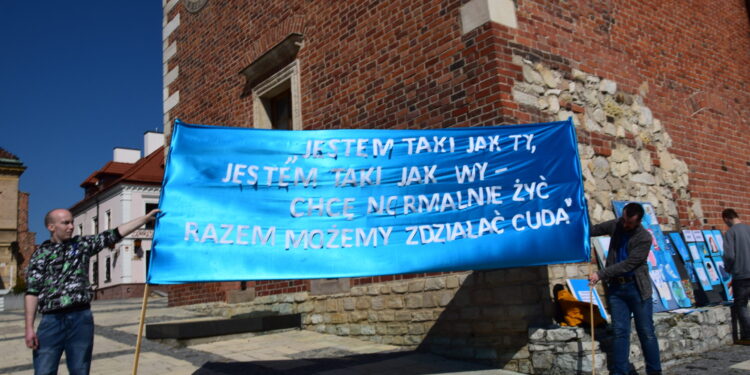 „JESTEM TAKI JAK TY,
JESTEM TAKI JAK WY –
CHCĘ NORMALNIE ŻYĆ
RAZEM MOŻEMY ZDZIAŁAĆ CUDA"